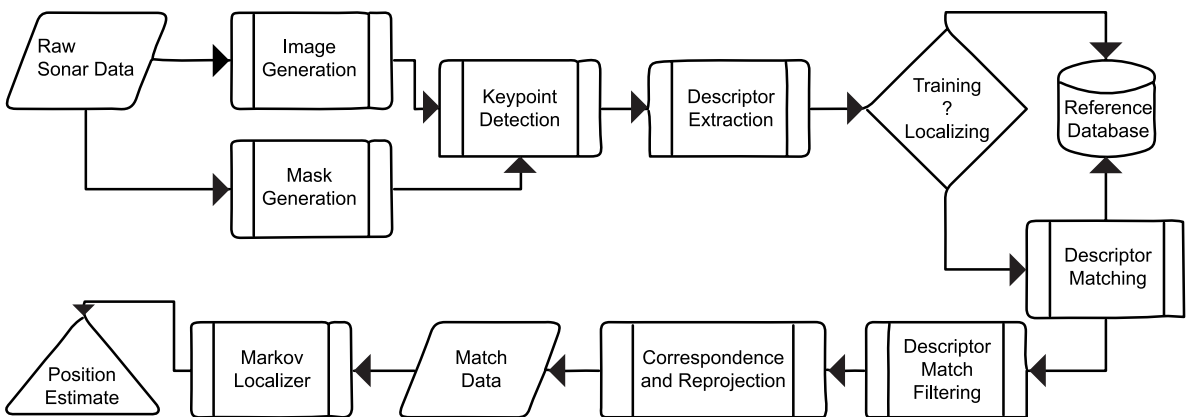 Raw
Sonar Data
Image
Generation
Mask
Generation
Keypoint
Detection
Descriptor
Extraction
Training
?
Localizing
Reference
Database
Descriptor
Matching
Descriptor
Match
Filtering
Correspondence
and Reprojection
Match
Data
Markov
Localizer
Position
Estimate